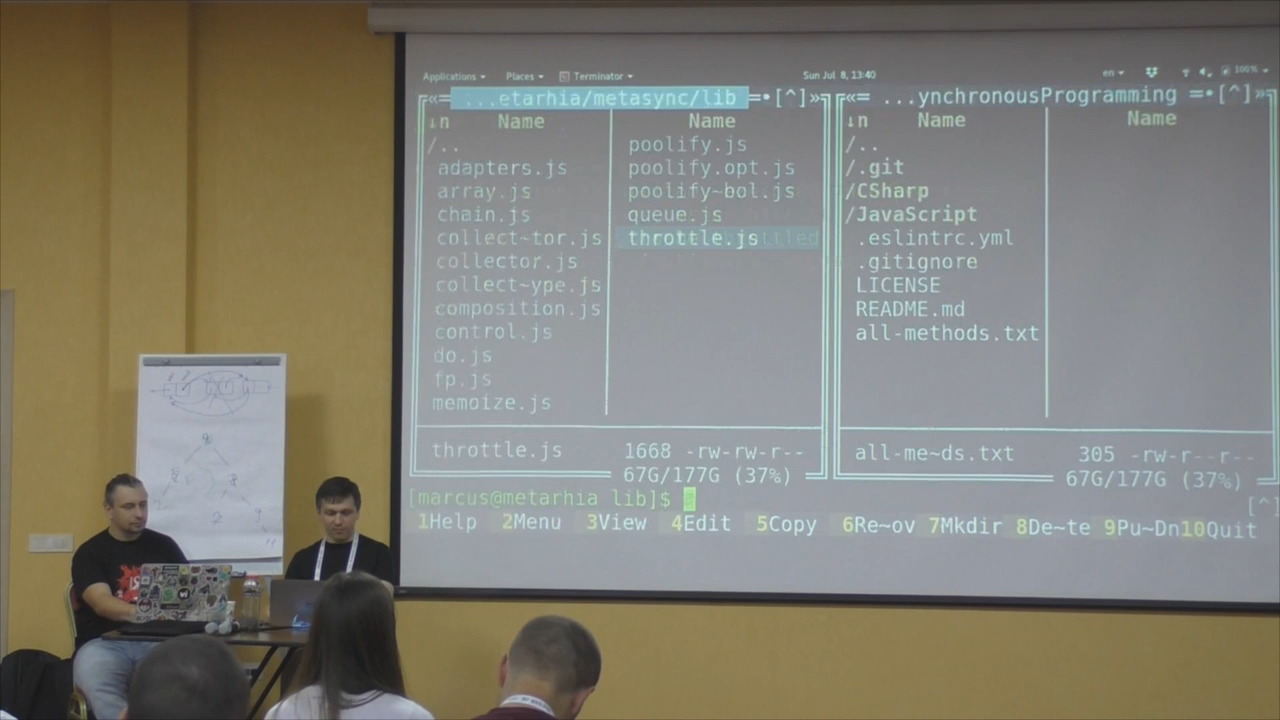 Applications Places Terminator Sun Jul 8, 13:40 en 100%
«= ...etarhia/metasync/lib =•[^]» «= ...ynchronousProgramming =•[^]»
↓n Name Name ↓n Name Name
/.. poolify.js /..
adapters.js poolify.opt.js /.git
array.js poolify~bol.js /CSharp
chain.js queue.js /JavaScript
collect~tor.js throttle.js .eslintrc.yml
collector.js .gitignore
collect~ype.js LICENSE
composition.js README.md
control.js all-methods.txt
do.js
fp.js
memoize.js
throttle.js 1668 -rw-rw-r-- all-me~ds.txt 305 -rw-r--r--
67G/177G (37%) 67G/177G (37%)
[marcus@metarhia lib]$ [^]
1Help 2Menu 3View 4Edit 5Copy 6Re~ov 7Mkdir 8De~te 9Pu~Dn 10Quit